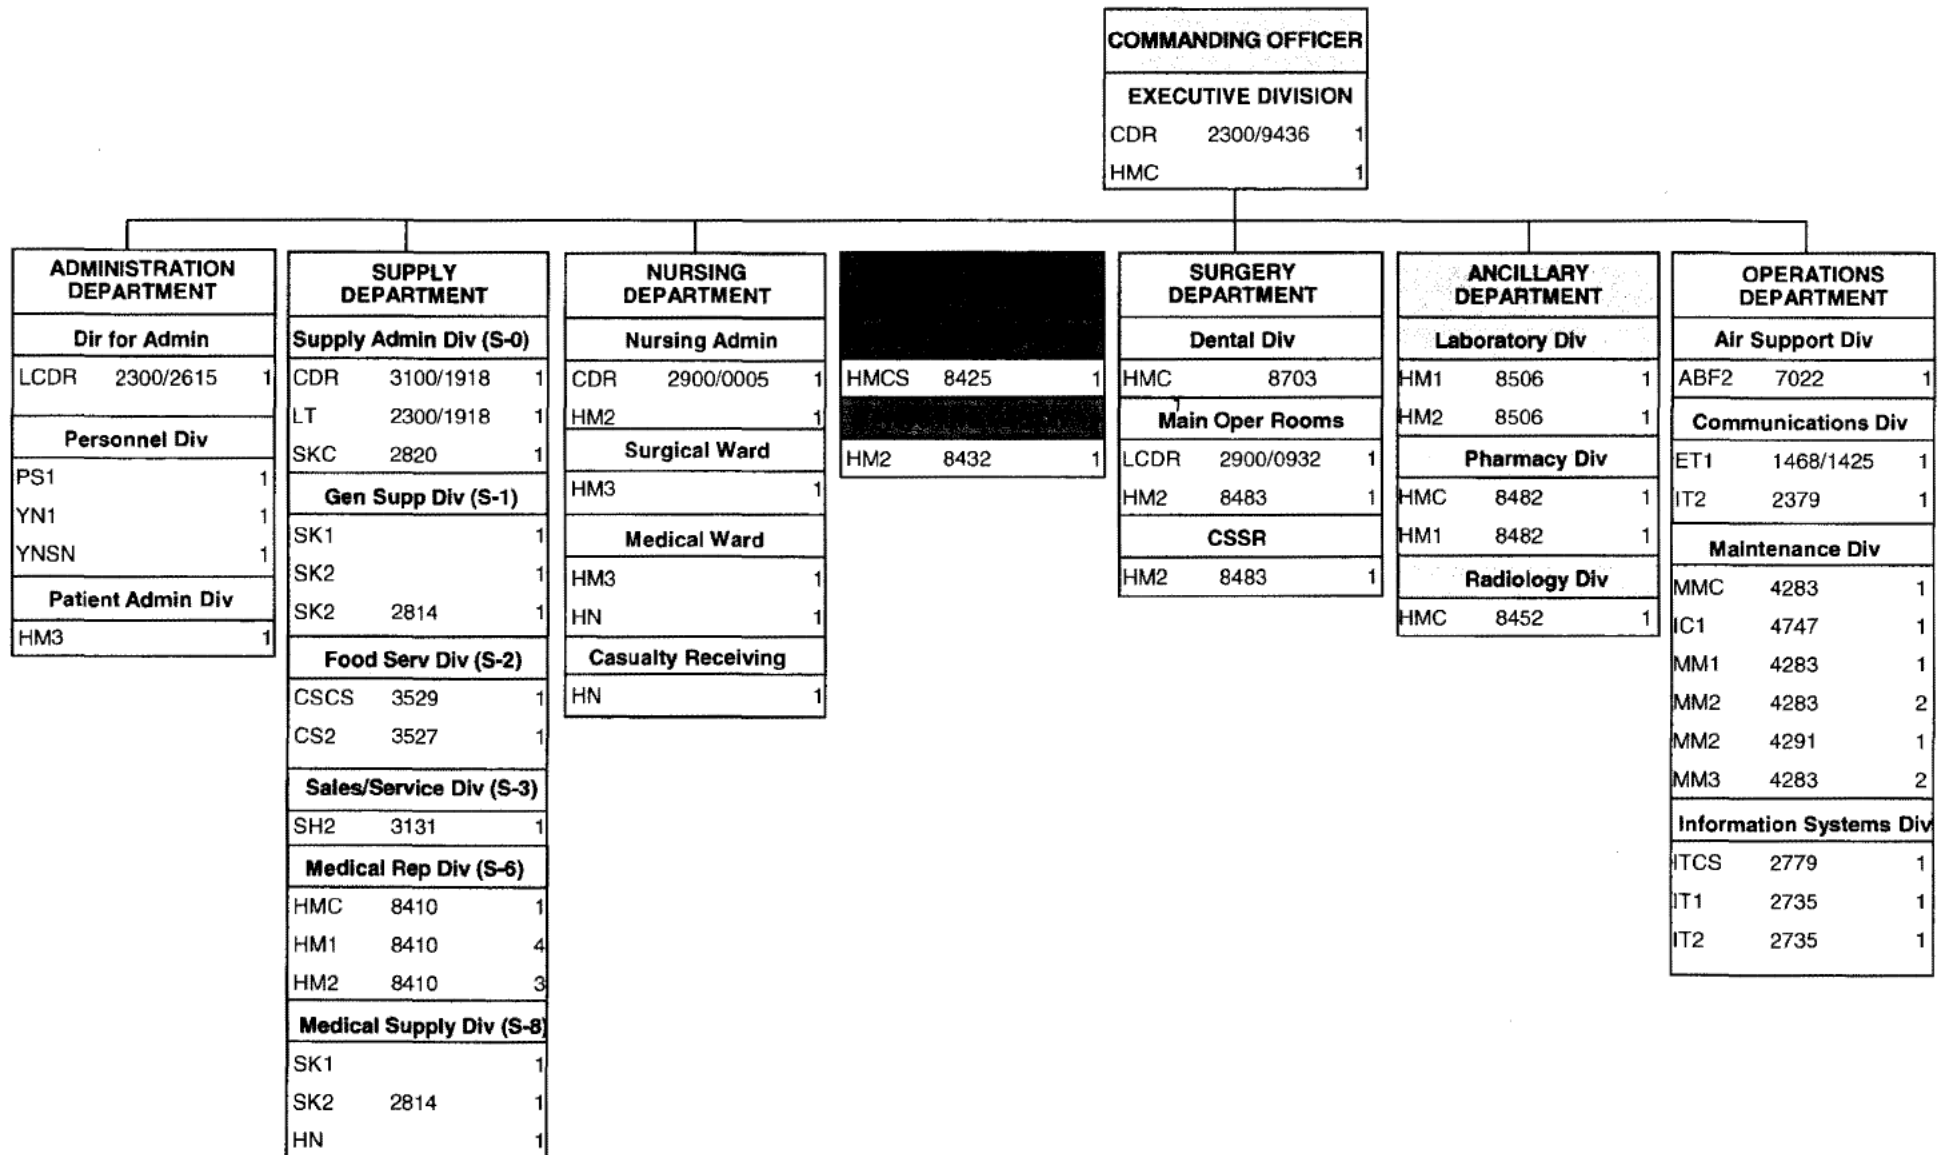 COMMANDING OFFICER
EXECUTIVE DIVISION
CDR 2300/9436 1
HMC 1
ADMINISTRATION
DEPARTMENT
Dir for Admin
LCDR 2300/2615 1
Personnel Div
PS1 1
YN1 1
YNSN 1
Patient Admin Div
HM3 1
SUPPLY
DEPARTMENT
Supply Admin Div (S-0)
CDR 3100/1918 1
LT 2300/1918 1
SKC 2820 1
Gen Supp Div (S-1)
SK1 1
SK2 1
SK2 2814 1
Food Serv Div (S-2)
CSCS 3529 1
CS2 3527 1
Sales/Service Div (S-3)
SH2 3131 1
Medical Rep Div (S-6)
HMC 8410 1
HM1 8410 4
HM2 8410 3
Medical Supply Div (S-8)
SK1 1
SK2 2814 1
HN 1
NURSING
DEPARTMENT
Nursing Admin
CDR 2900/0005 1
HM2 1
Surgical Ward
HM3 1
Medical Ward
HM3 1
HN 1
Casualty Receiving
HN 1
HMCS 8425 1
HM2 8432 1
SURGERY
DEPARTMENT
Dental Div
HMC 8703
Main Oper Rooms
LCDR 2900/0932 1
HM2 8483 1
CSSR
HM2 8483 1
ANCILLARY
DEPARTMENT
Laboratory Div
HM1 8506 1
HM2 8506 1
Pharmacy Div
HMC 8482 1
HM1 8482 1
Radiology Div
HMC 8452 1
OPERATIONS
DEPARTMENT
Air Support Div
ABF2 7022 1
Communications Div
ET1 1468/1425 1
IT2 2379 1
Maintenance Div
MMC 4283 1
IC1 4747 1
MM1 4283 1
MM2 4283 2
MM2 4291 1
MM3 4283 2
Information Systems Div
ITCS 2779 1
IT1 2735 1
IT2 2735 1